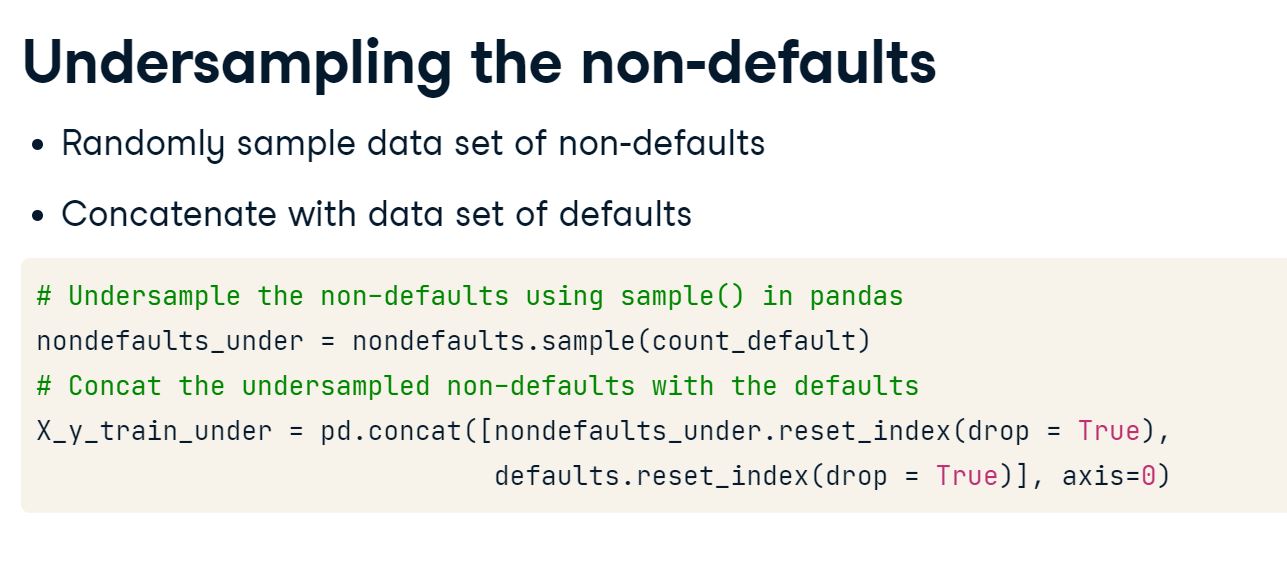 Undersampling the non-defaults
• Randomly sample data set of non-defaults
• Concatenate with data set of defaults
# Undersample the non-defaults using sample() in pandas
nondefaults_under = nondefaults.sample(count_default)
# Concat the undersampled non-defaults with the defaults
X_y_train_under = pd.concat([nondefaults_under.reset_index(drop = True),
defaults.reset_index(drop = True)], axis=0)